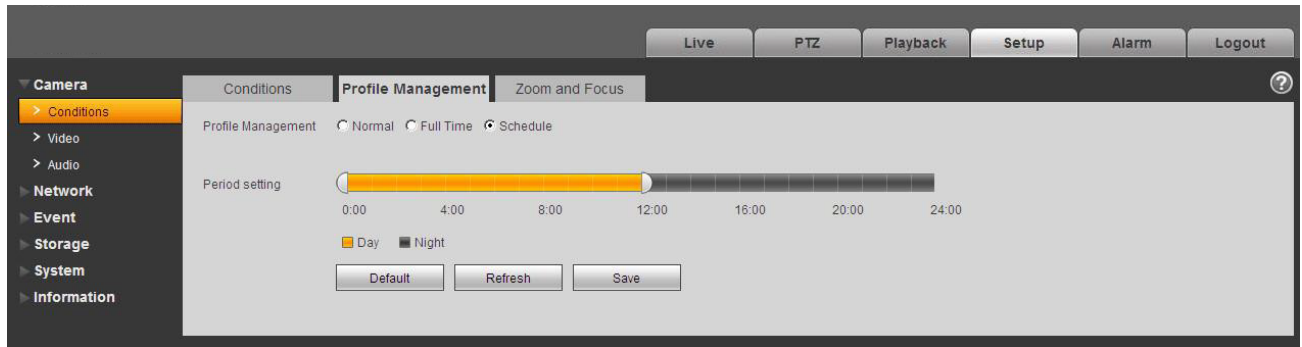 Live PTZ Playback Setup Alarm Logout
Camera
Conditions Profile Management Zoom and Focus ?
> Conditions
Profile Management Normal Full Time Schedule
> Video
> Audio
Period setting
Network
0:00 4:00 8:00 12:00 16:00 20:00 24:00
Event
Day Night
Storage
System
Default Refresh Save
Information